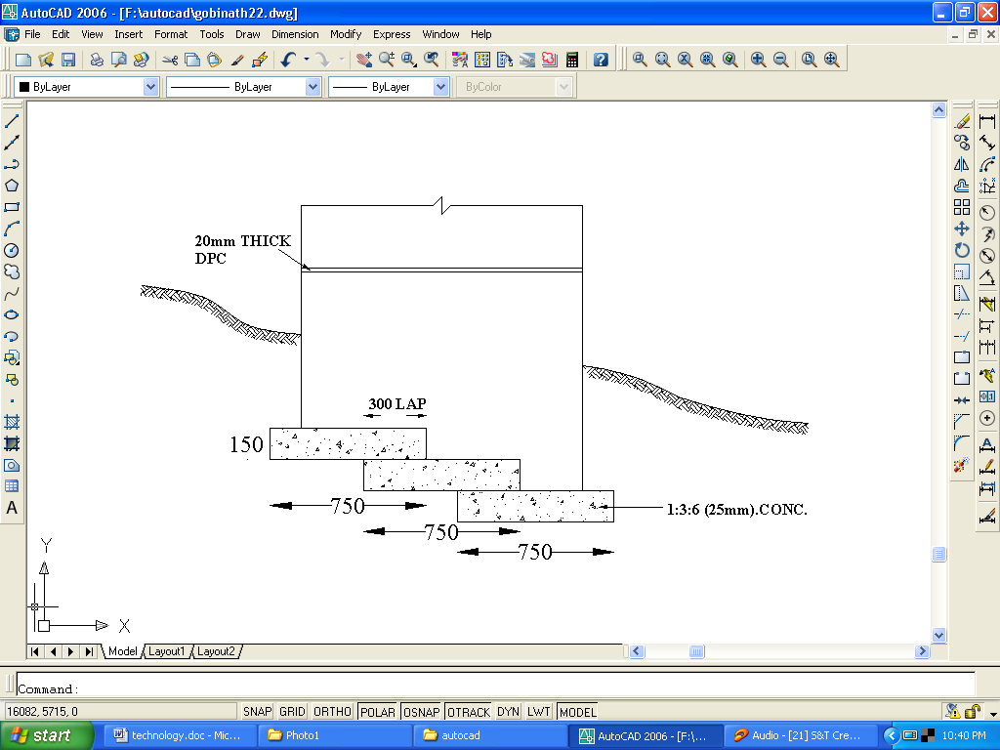 AutoCAD 2006 - [F:\autocad\gobinath22.dwg]
File Edit View Insert Format Tools Draw Dimension Modify Express Window Help
ByLayer ByLayer ByLayer ByColor
20mm THICK
DPC
300 LAP
150
750
1:3:6 (25mm).CONC.
750
750
Y
X
A
A
Model Layout1 Layout2
Command:
16082, 5715, 0 SNAP GRID ORTHO POLAR OSNAP OTRACK DYN LWT MODEL
start technology.doc - Mic... Photo1 autocad AutoCAD 2006 - [F:\... Audio - [21] S&T Cre... 10:40 PM